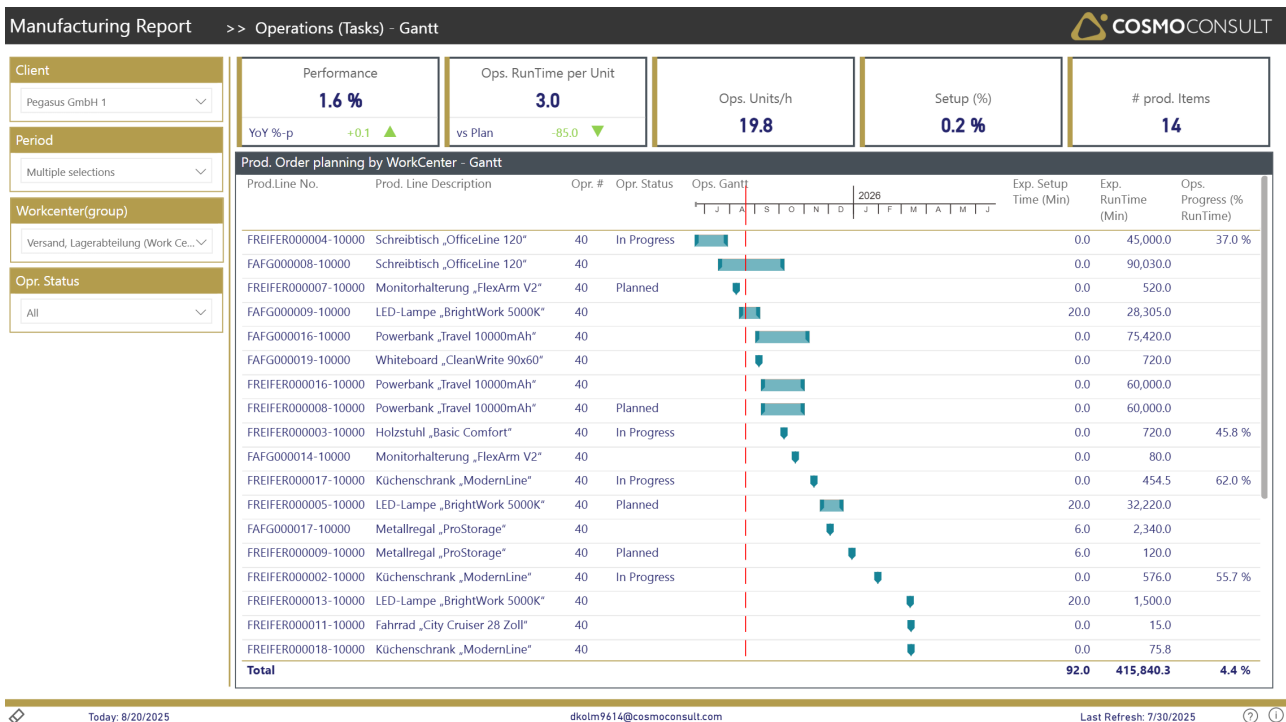 Manufacturing Report >> Operations (Tasks) - Gantt COSMOCONSULT
Client
Pegasus GmbH 1
Period
Multiple selections
Workcenter(group)
Versand, Lagerabteilung (Work Ce...
Opr. Status
All
Performance
1.6 %
YoY %-p +0.1
Ops. RunTime per Unit
3.0
vs Plan -85.0
Ops. Units/h
19.8
Setup (%)
0.2 %
# prod. Items
14
Prod. Order planning by WorkCenter - Gantt
Prod.Line No. Prod. Line Description Opr. # Opr. Status Ops. Gantt Exp. Setup Time (Min) Exp. RunTime (Min) Ops. Progress (% RunTime)
2026
J A S O N D J F M A M J
FREIFER000004-10000 Schreibtisch „OfficeLine 120“ 40 In Progress 0.0 45,000.0 37.0 %
FAFG000008-10000 Schreibtisch „OfficeLine 120“ 40 0.0 90,030.0
FREIFER000007-10000 Monitorhalterung „FlexArm V2“ 40 Planned 0.0 520.0
FAFG000009-10000 LED-Lampe „BrightWork 5000K“ 40 20.0 28,305.0
FAFG000016-10000 Powerbank „Travel 10000mAh“ 40 0.0 75,420.0
FAFG000019-10000 Whiteboard „CleanWrite 90x60“ 40 0.0 720.0
FREIFER000016-10000 Powerbank „Travel 10000mAh“ 40 0.0 60,000.0
FREIFER000008-10000 Powerbank „Travel 10000mAh“ 40 Planned 0.0 60,000.0
FREIFER000003-10000 Holzstuhl „Basic Comfort“ 40 In Progress 0.0 720.0 45.8 %
FAFG000014-10000 Monitorhalterung „FlexArm V2“ 40 0.0 80.0
FREIFER000017-10000 Küchenschrank „ModernLine“ 40 In Progress 0.0 454.5 62.0 %
FREIFER000005-10000 LED-Lampe „BrightWork 5000K“ 40 Planned 20.0 32,220.0
FAFG000017-10000 Metallregal „ProStorage“ 40 6.0 2,340.0
FREIFER000009-10000 Metallregal „ProStorage“ 40 Planned 6.0 120.0
FREIFER000002-10000 Küchenschrank „ModernLine“ 40 In Progress 0.0 576.0 55.7 %
FREIFER000013-10000 LED-Lampe „BrightWork 5000K“ 40 20.0 1,500.0
FREIFER000011-10000 Fahrrad „City Cruiser 28 Zoll“ 40 0.0 15.0
FREIFER000018-10000 Küchenschrank „ModernLine“ 40 0.0 75.8
Total 92.0 415,840.3 4.4 %
Today: 8/20/2025 dkolm9614@cosmoconsult.com Last Refresh: 7/30/2025